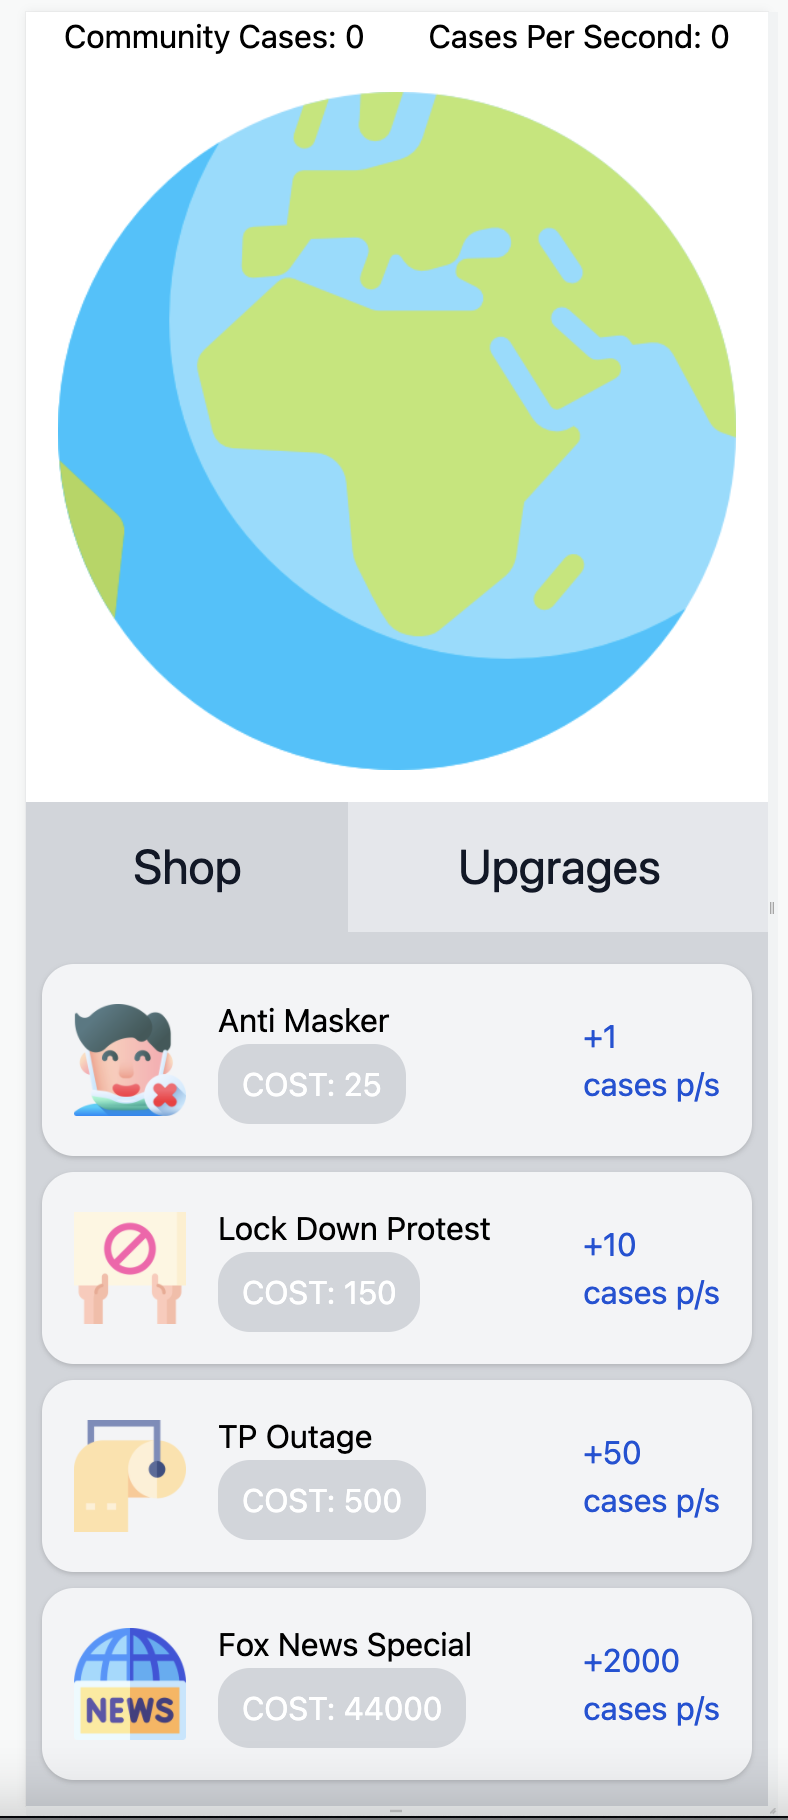 Community Cases: 0 Cases Per Second: 0
Shop Upgrages
Anti Masker
COST: 25
+1
cases p/s
Lock Down Protest
COST: 150
+10
cases p/s
TP Outage
COST: 500
+50
cases p/s
NEWS
Fox News Special
COST: 44000
+2000
cases p/s